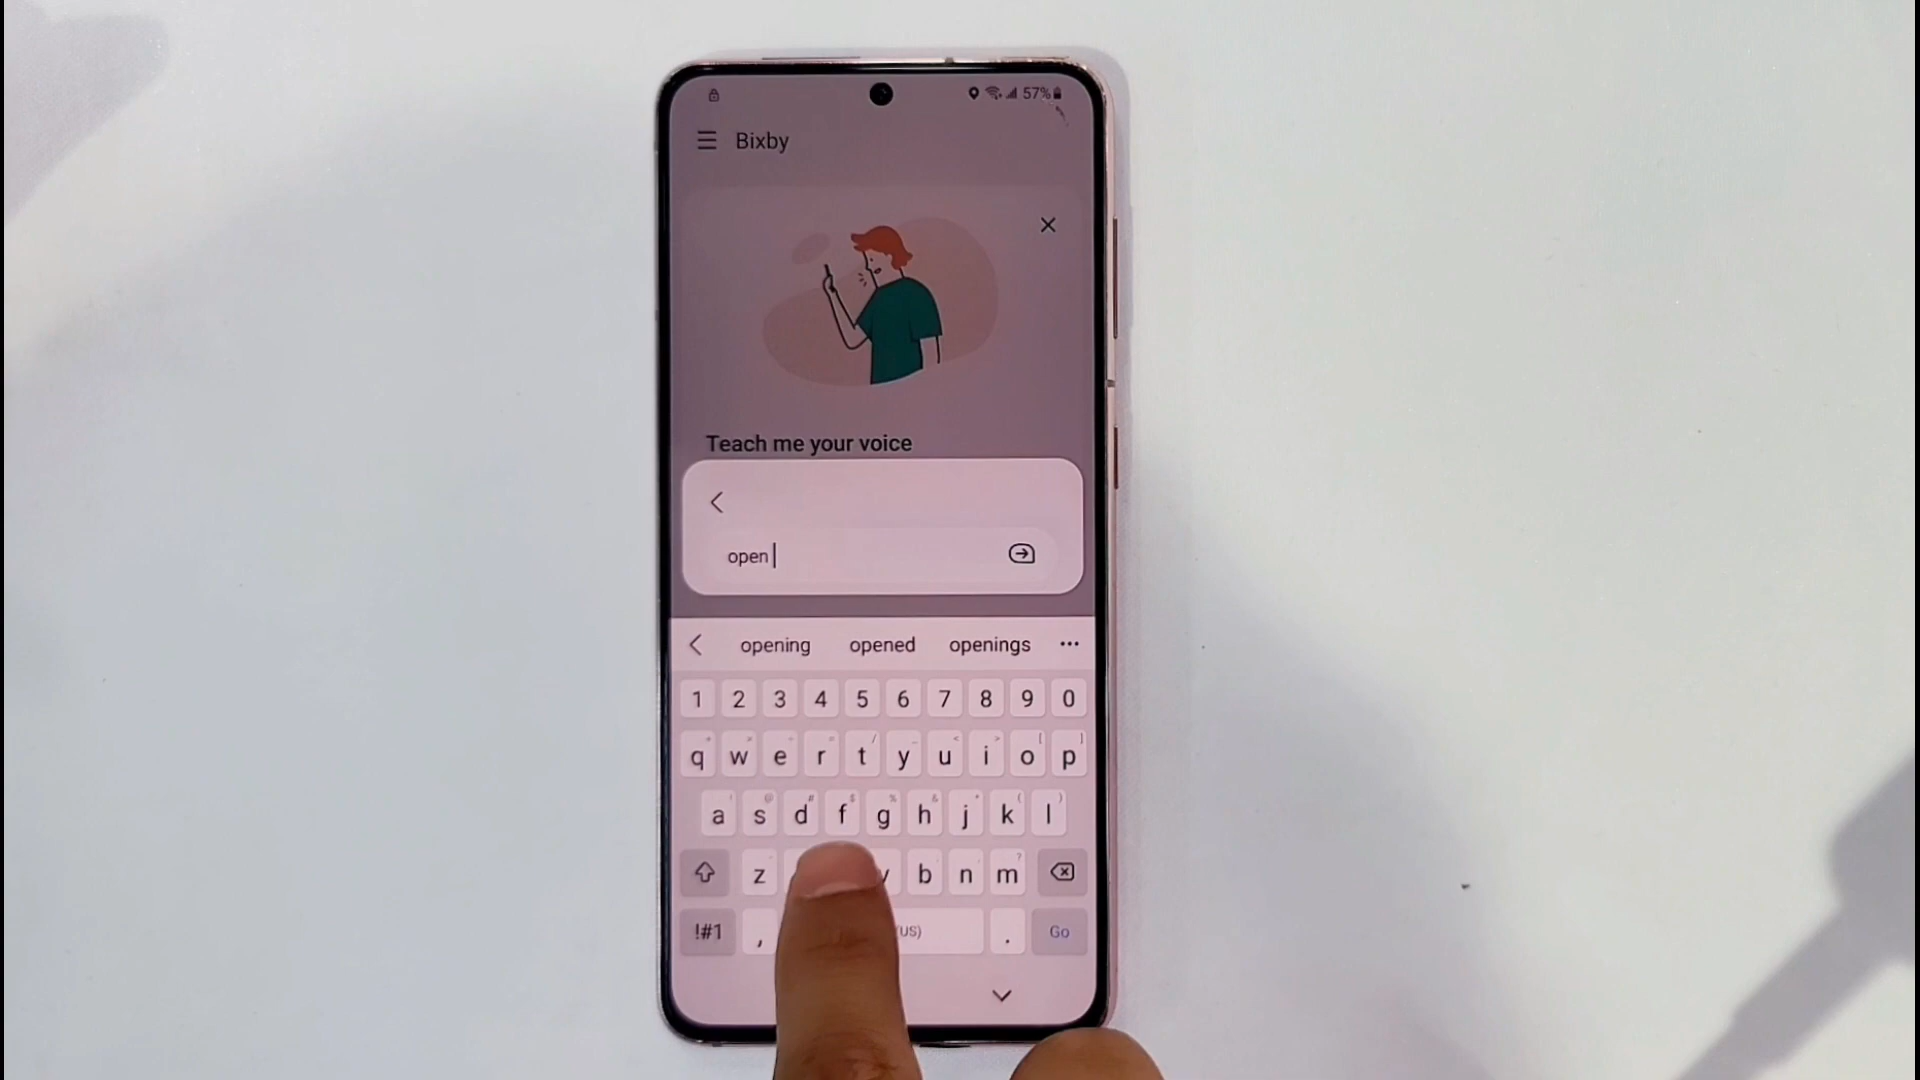 57%
Bixby
Teach me your voice
open
opening opened openings
1 2 3 4 5 6 7 8 9 0
q w e r t y u i o p
a s d f g h j k l
z v b n m
!#1 , (US) . Go